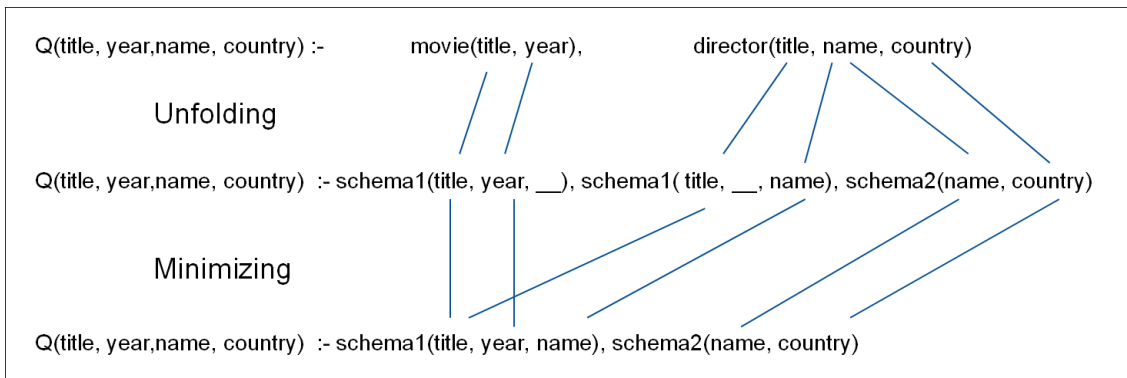 Q(title, year,name, country) :- movie(title, year), director(title, name, country)
Unfolding
Q(title, year,name, country) :- schema1(title, year, __), schema1( title, __, name), schema2(name, country)
Minimizing
Q(title, year,name, country) :- schema1(title, year, name), schema2(name, country)